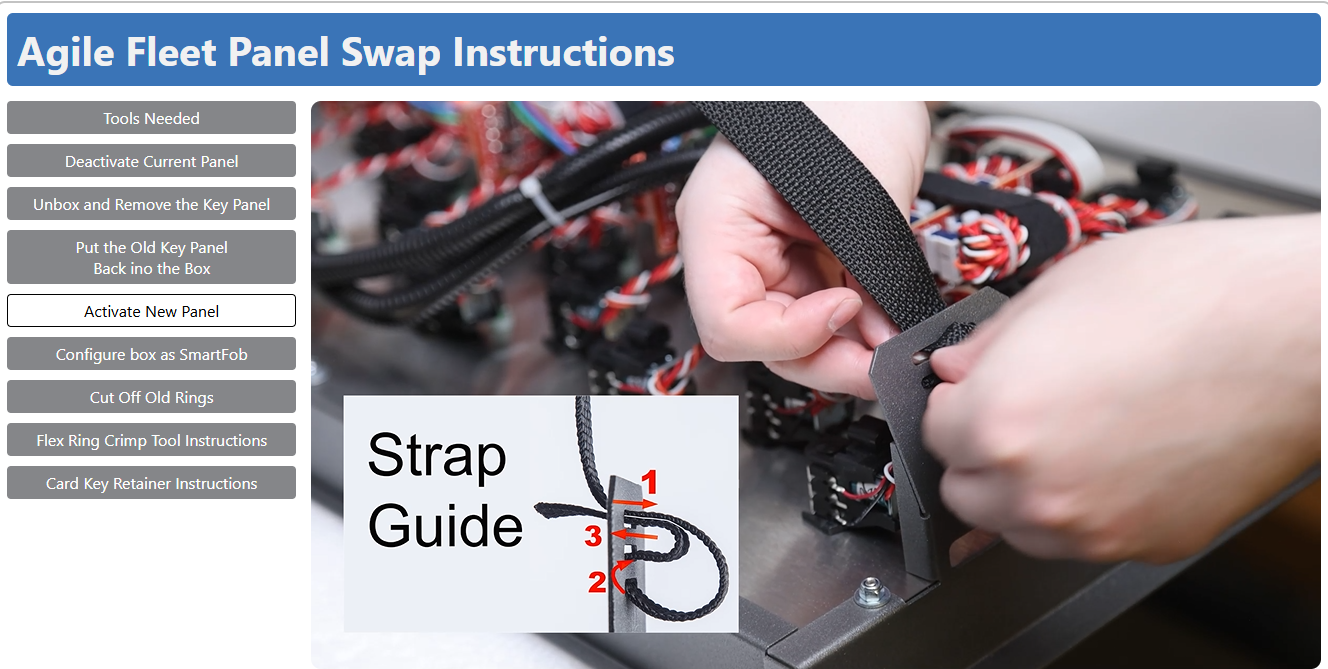 Agile Fleet Panel Swap Instructions
Tools Needed
Deactivate Current Panel
Unbox and Remove the Key Panel
Put the Old Key Panel
Back ino the Box
Activate New Panel
Configure box as SmartFob
Cut Off Old Rings
Flex Ring Crimp Tool Instructions
Card Key Retainer Instructions
Strap
Guide
1
3
2